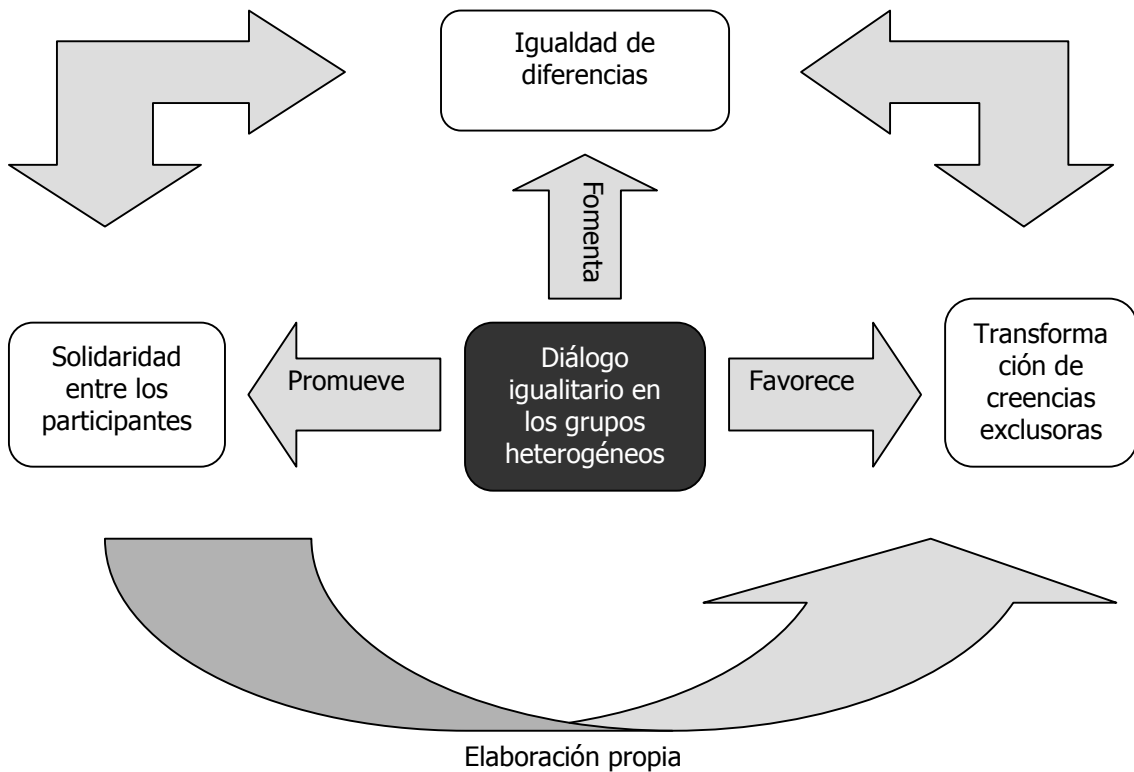 Igualdad de
diferencias
Fomenta
Solidaridad
entre los
participantes
Promueve
Diálogo
igualitario en
los grupos
heterogéneos
Favorece
Transforma
ción de
creencias
exclusoras
Elaboración propia